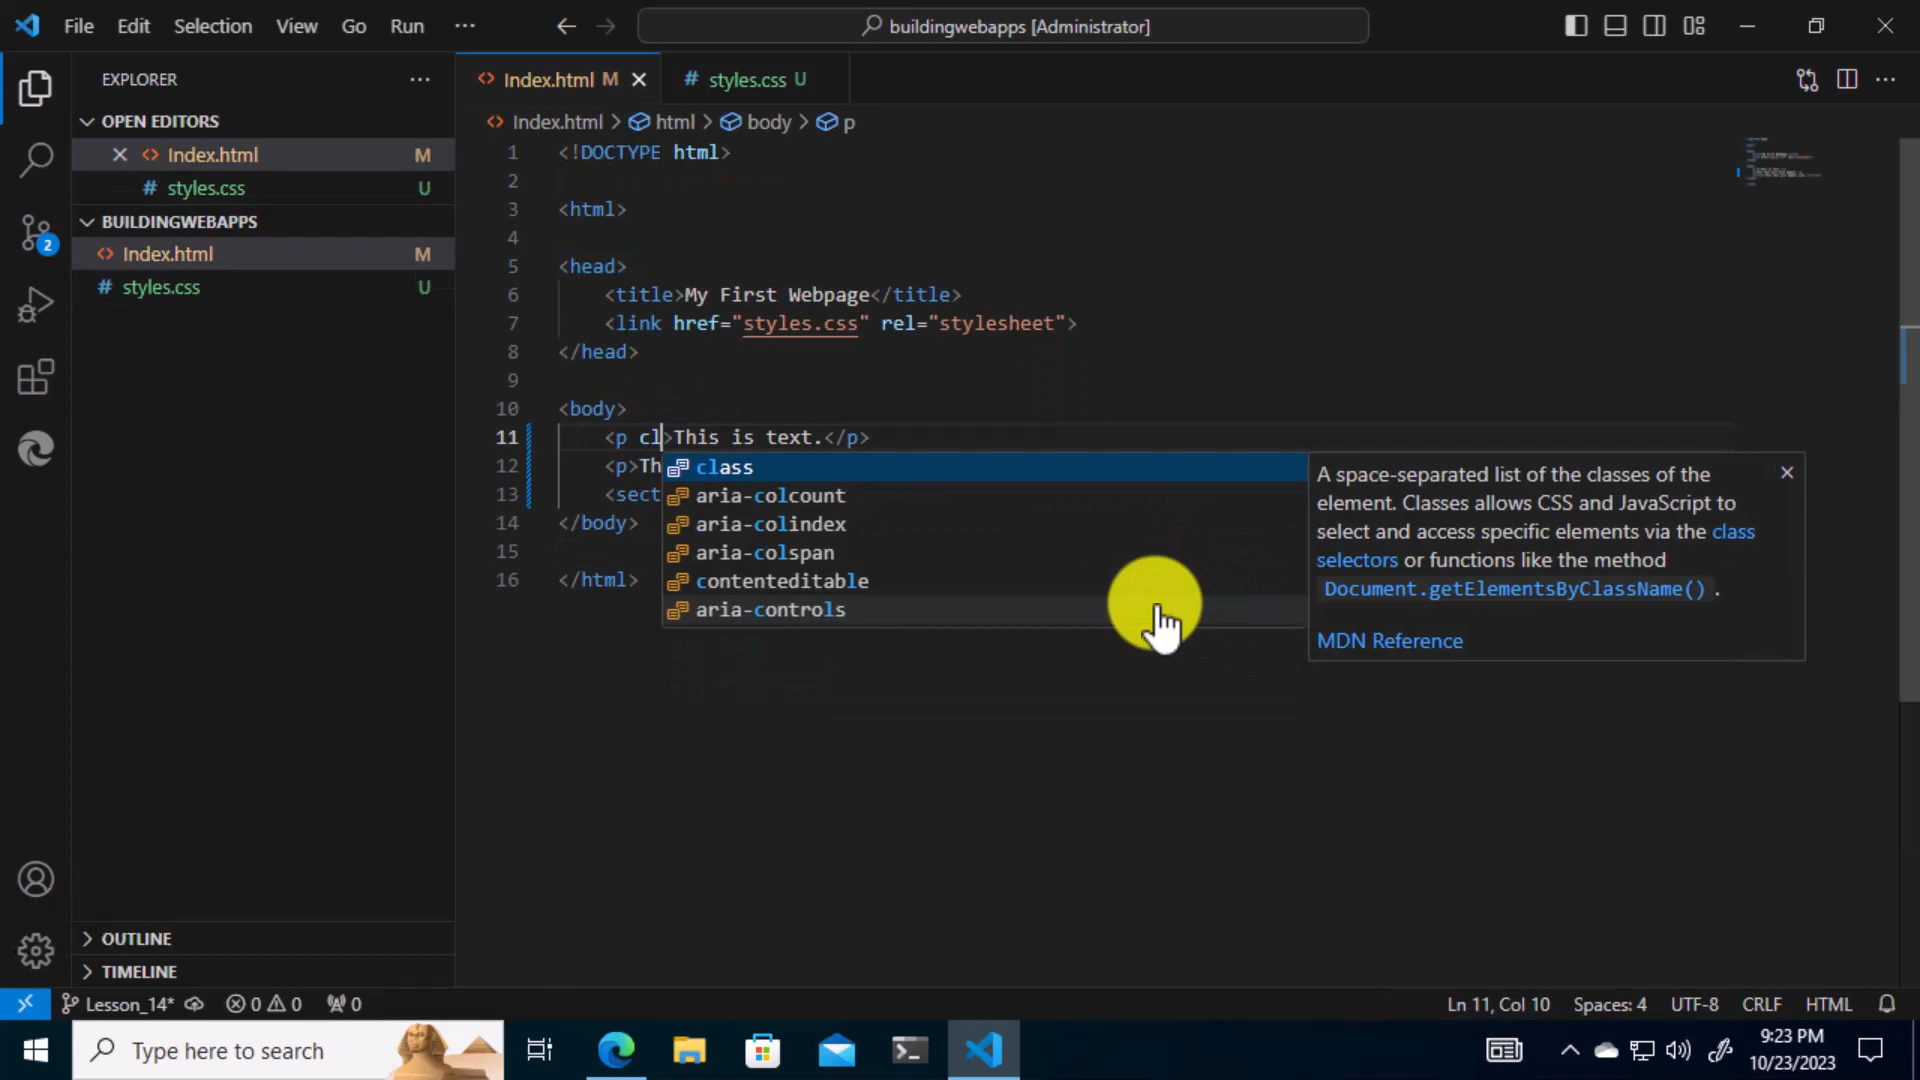 File Edit Selection View Go Run ···
buildingwebapps [Administrator]
EXPLORER ···
OPEN EDITORS
Index.html M
styles.css U
BUILDINGWEBAPPS
Index.html M
styles.css U
OUTLINE
TIMELINE
Index.html M
styles.css U
Index.html > html > body > p
1 <!DOCTYPE html>
2
3 <html>
4
5 <head>
6 <title>My First Webpage</title>
7 <link href="styles.css" rel="stylesheet">
8 </head>
9
10 <body>
11 <p cl>This is text.</p>
12 <p>Th
13 <sect
14 </body>
15
16 </html>
class
aria-colcount
aria-colindex
aria-colspan
contenteditable
aria-controls
A space-separated list of the classes of the
element. Classes allows CSS and JavaScript to
select and access specific elements via the class
selectors or functions like the method
Document.getElementsByClassName() .
MDN Reference
2
Lesson_14* 0 0 0
Ln 11, Col 10 Spaces: 4 UTF-8 CRLF HTML
Type here to search
9:23 PM
10/23/2023